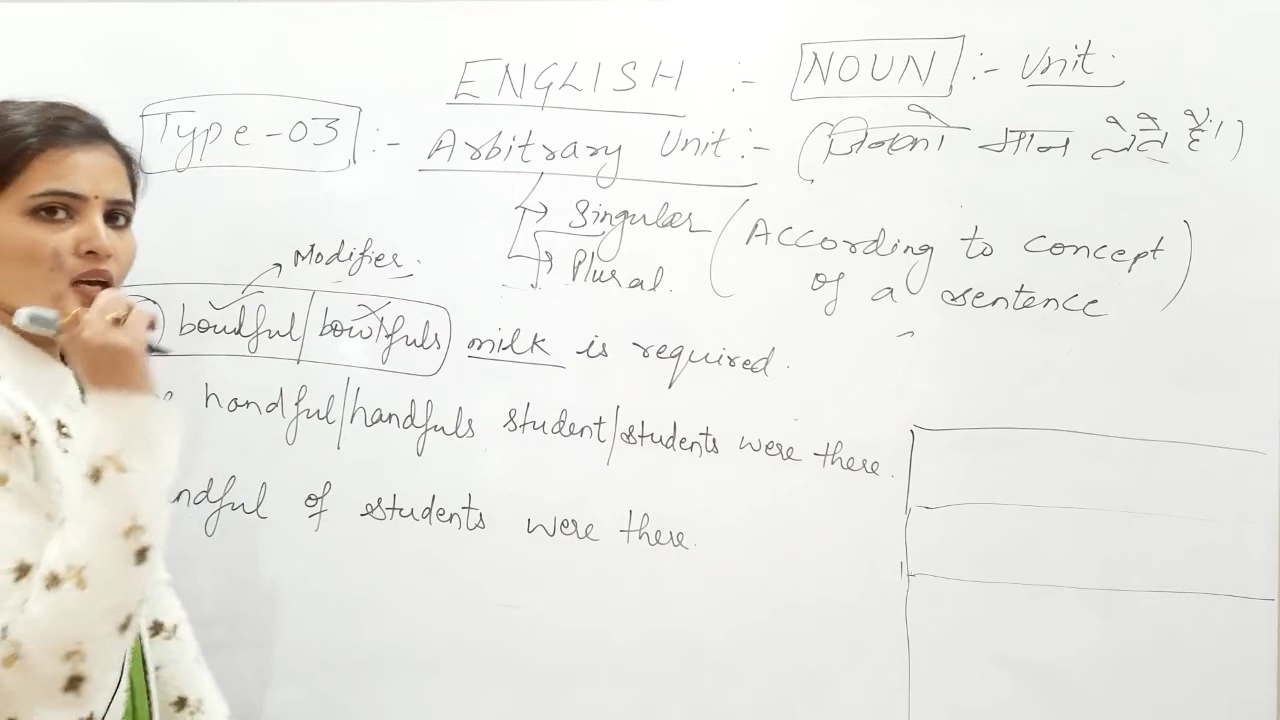 ENGLISH :- NOUN :- Unit.
Type-03 :- Arbitrary Unit :- (जिनको मान लेते हैं।)
Singular
Plural.
(According to concept of a sentence)
Modifier.
bowlful/bowlfuls milk is required.
handful/handfuls student/students were there.
ndful of students were there.